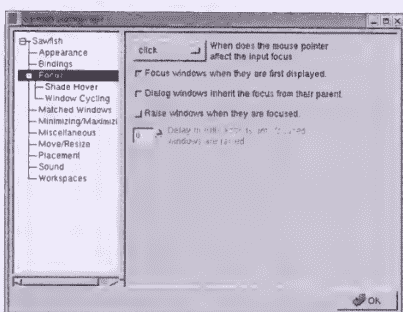 Sawfish
Appearance
Bindings
Focus
Shade Hover
Window Cycling
Matched Windows
Minimizing/Maximizi
Miscellaneous
Move/Resize
Placement
Sound
Workspaces
click
When does the mouse pointer
affect the input focus
Focus windows when they are first displayed.
Dialog windows inherit the focus from their parent.
Raise windows when they are focused.
Delay
windows are raised
OK